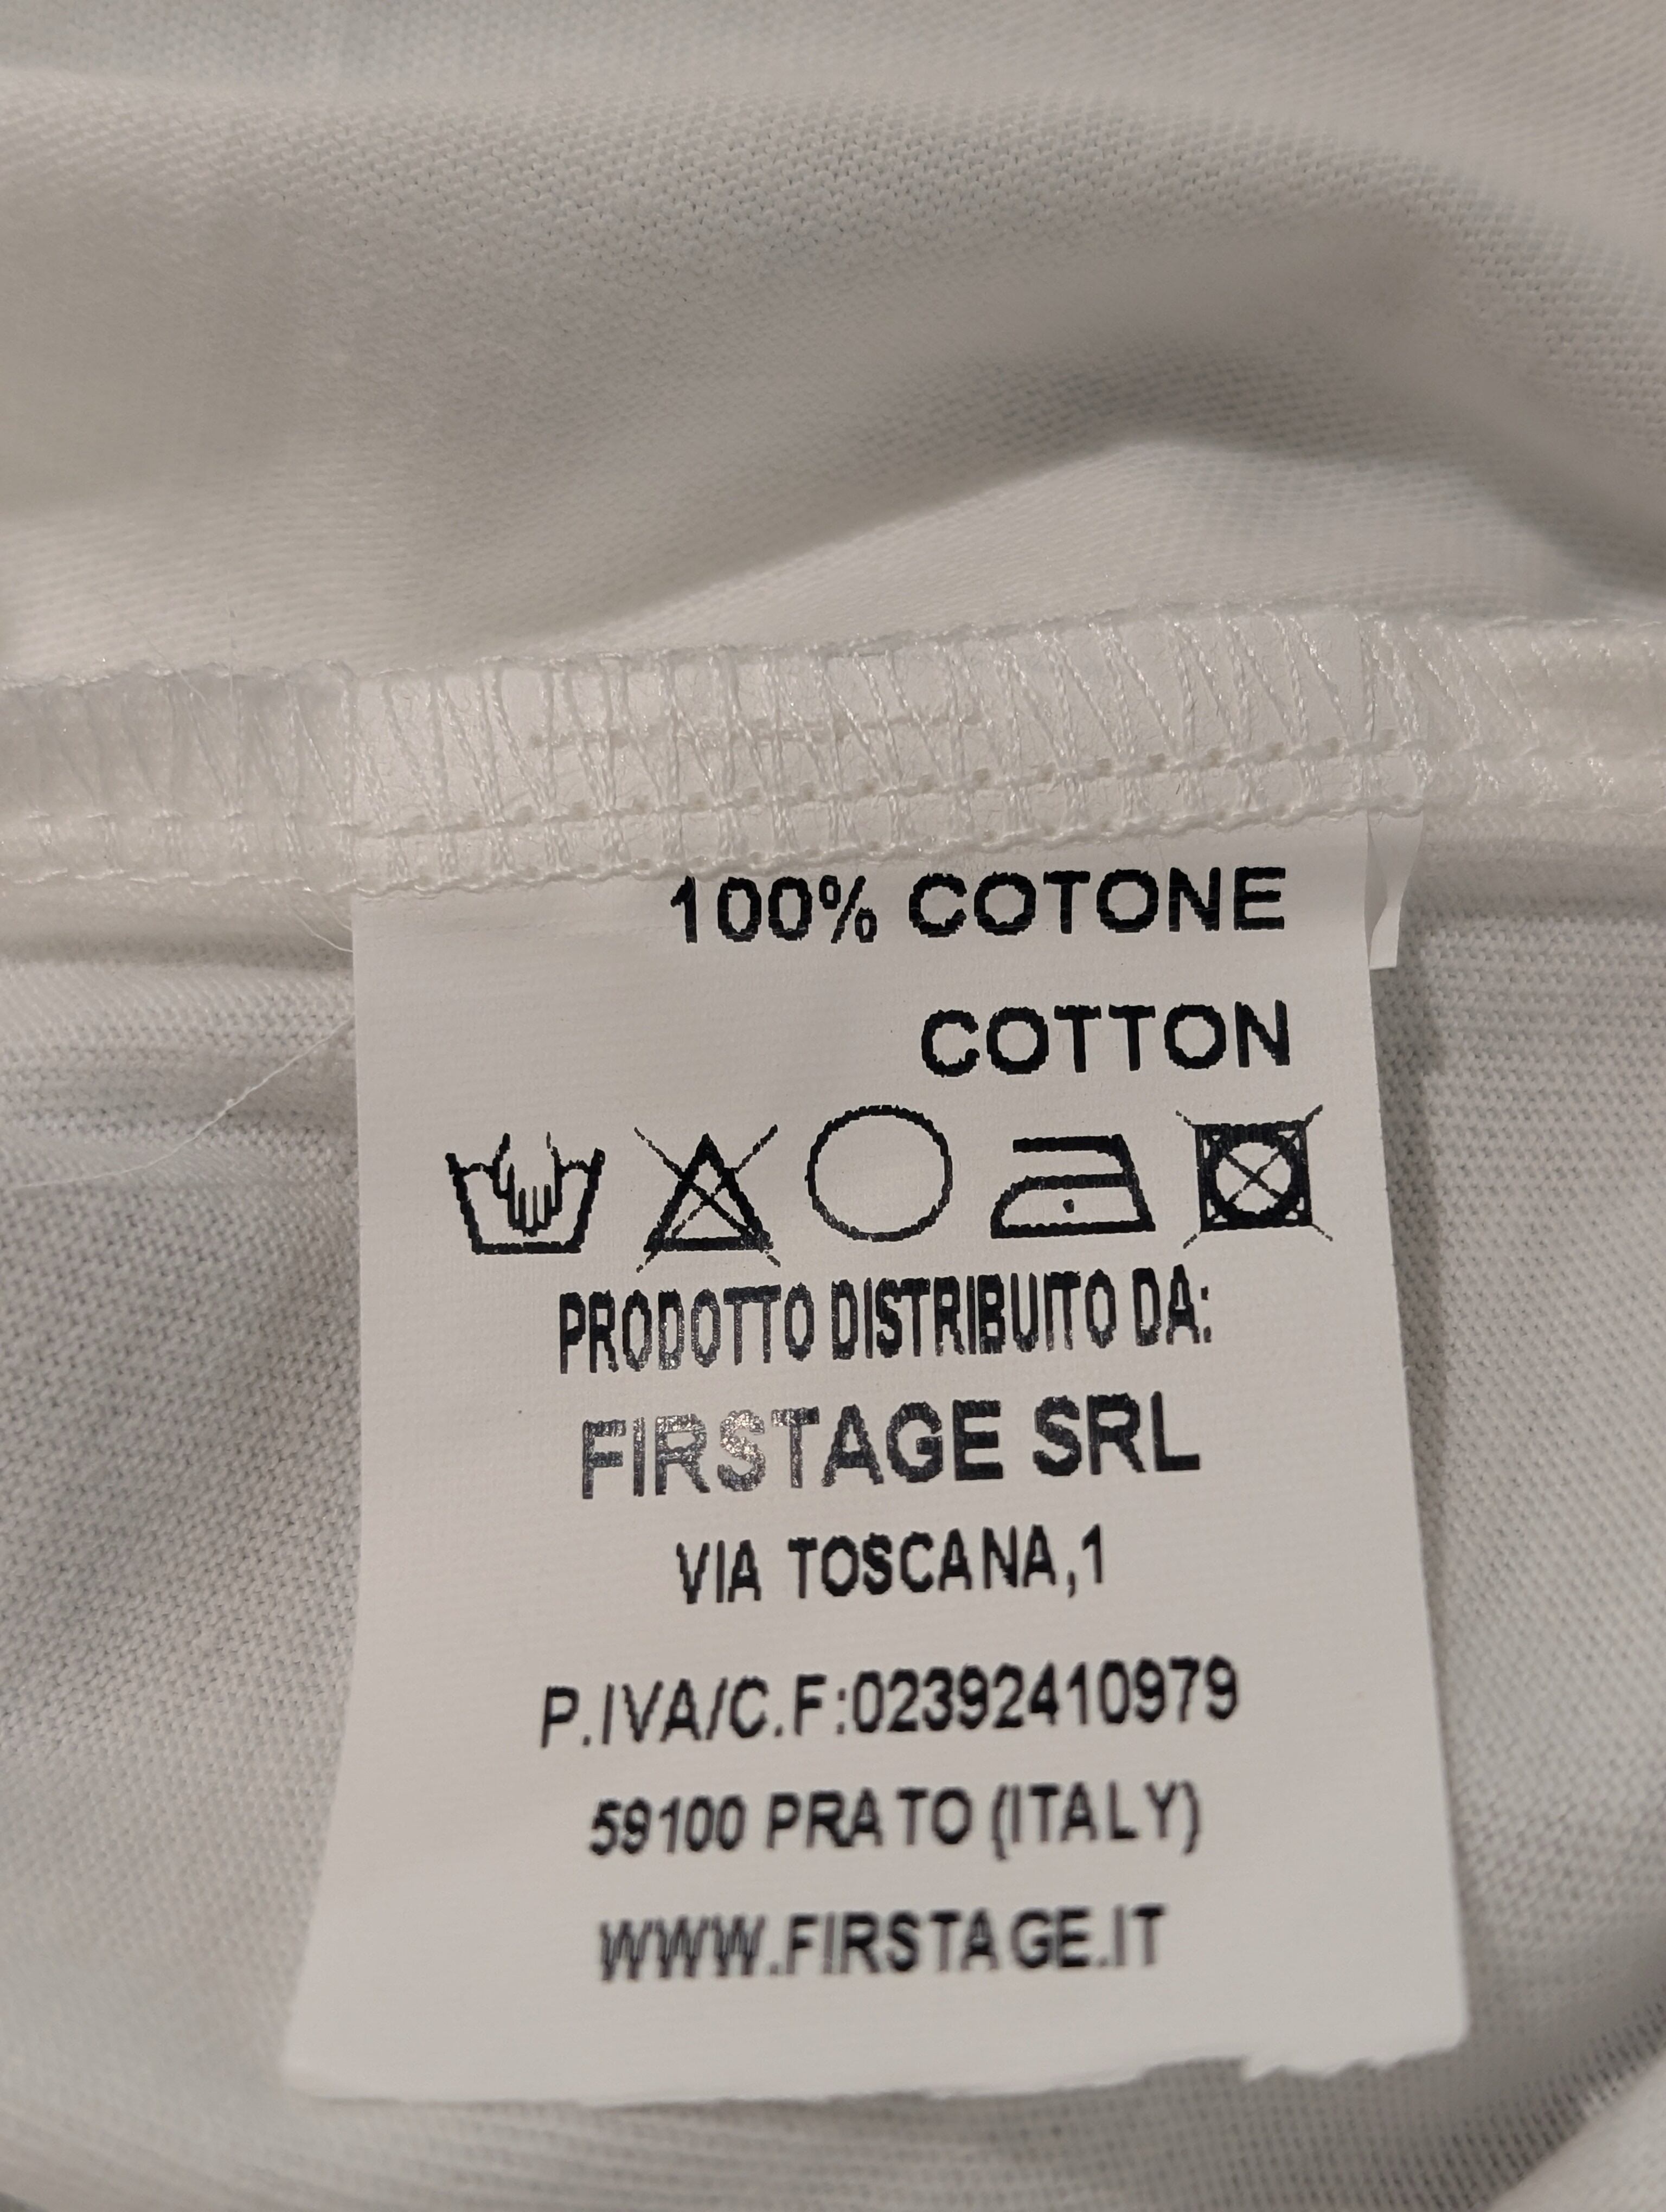 100% COTONE
COTTON
PRODOTTO DISTRIBUITO DA:
FIRSTAGE SRL
VIA TOSCANA,1
P.IVA/C.F:02392410979
59100 PRATO (ITALY)
WWW.FIRSTAGE.IT